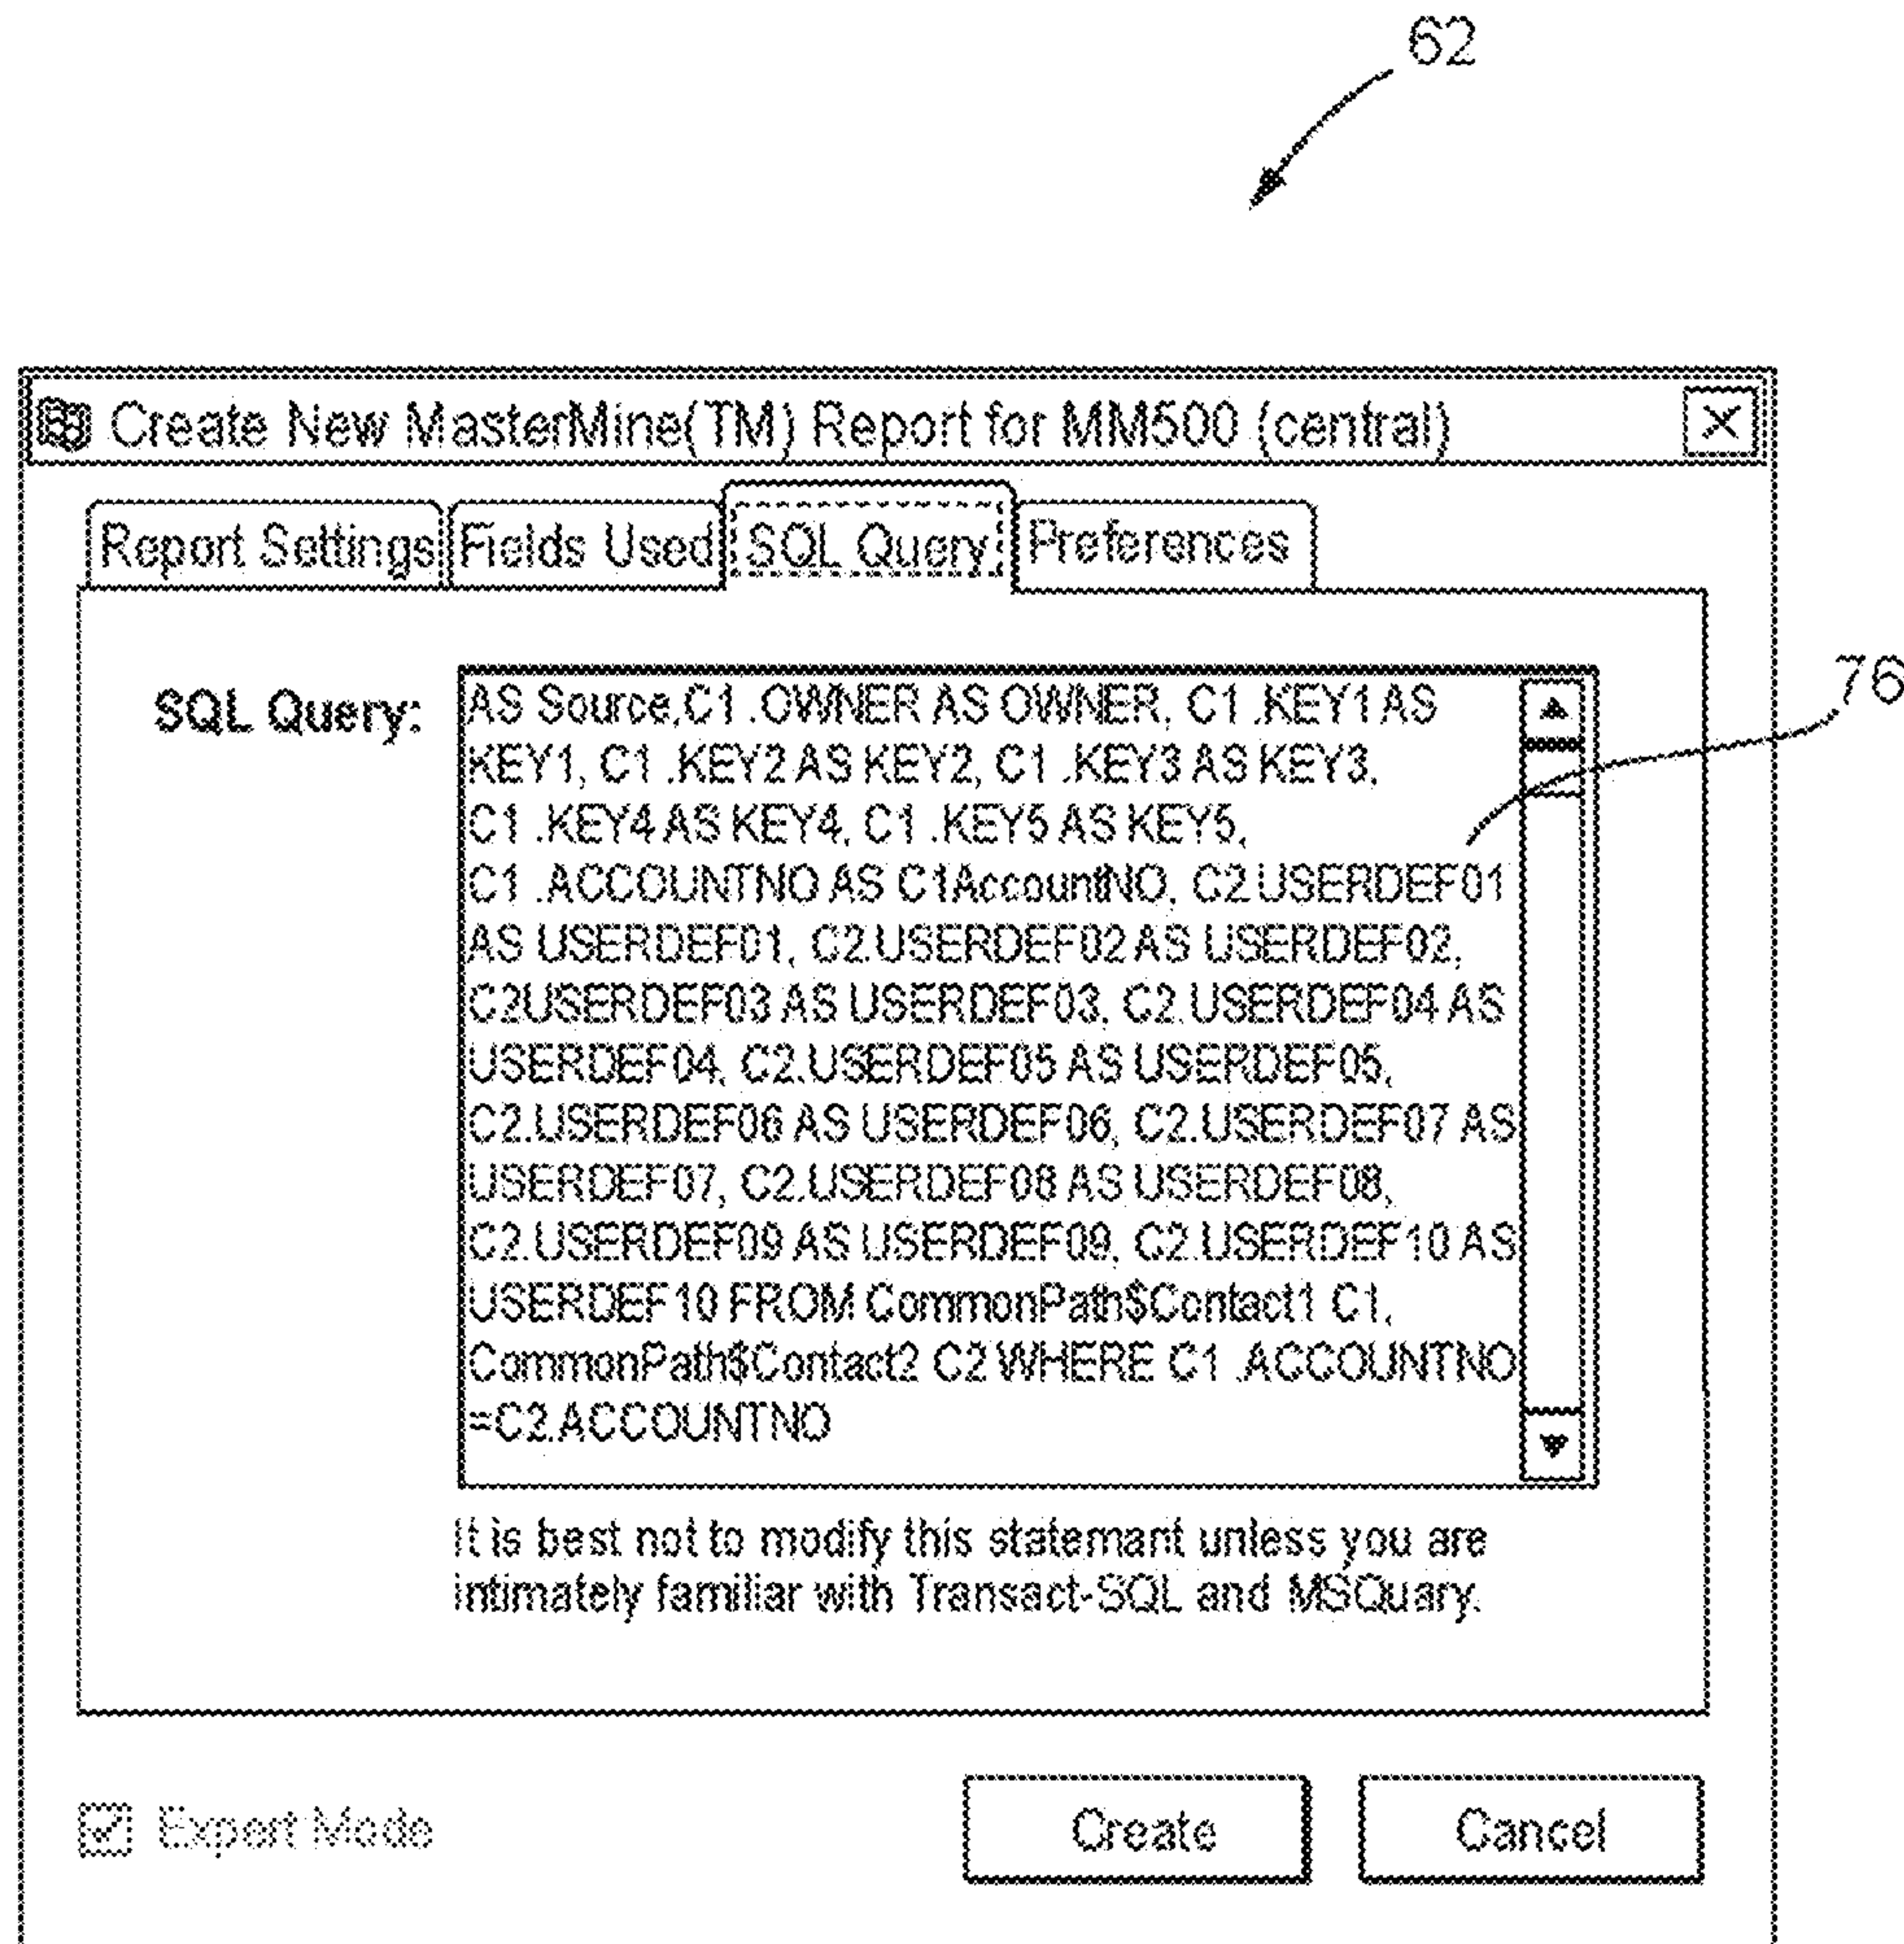 62
Create New MasterMine(TM) Report for MM500 (central)
Report Settings Fields Used SQL Query Preferences
76
SQL Query:
AS Source,C1 .OWNER AS OWNER, C1 .KEY1 AS
KEY1, C1 .KEY2 AS KEY2, C1 .KEY3 AS KEY3,
C1 .KEY4 AS KEY4, C1 .KEY5 AS KEY5,
C1 .ACCOUNTNO AS C1AccountNO, C2.USERDEF01
AS USERDEF01, C2.USERDEF02 AS USERDEF02,
C2USERDEF03 AS USERDEF03, C2.USERDEF04 AS
USERDEF04, C2.USERDEF05 AS USERDEF05,
C2.USERDEF06 AS USERDEF06, C2.USERDEF07 AS
USERDEF07, C2.USERDEF08 AS USERDEF08,
C2.USERDEF09 AS USERDEF09, C2.USERDEF10 AS
USERDEF10 FROM CommonPath$Contact1 C1,
CommonPath$Contact2 C2 WHERE C1 .ACCOUNTNO
=C2.ACCOUNTNO
It is best not to modify this statemant unless you are
intimately familiar with Transact-SQL and MSQuary.
Expert Mode
Create
Cancel